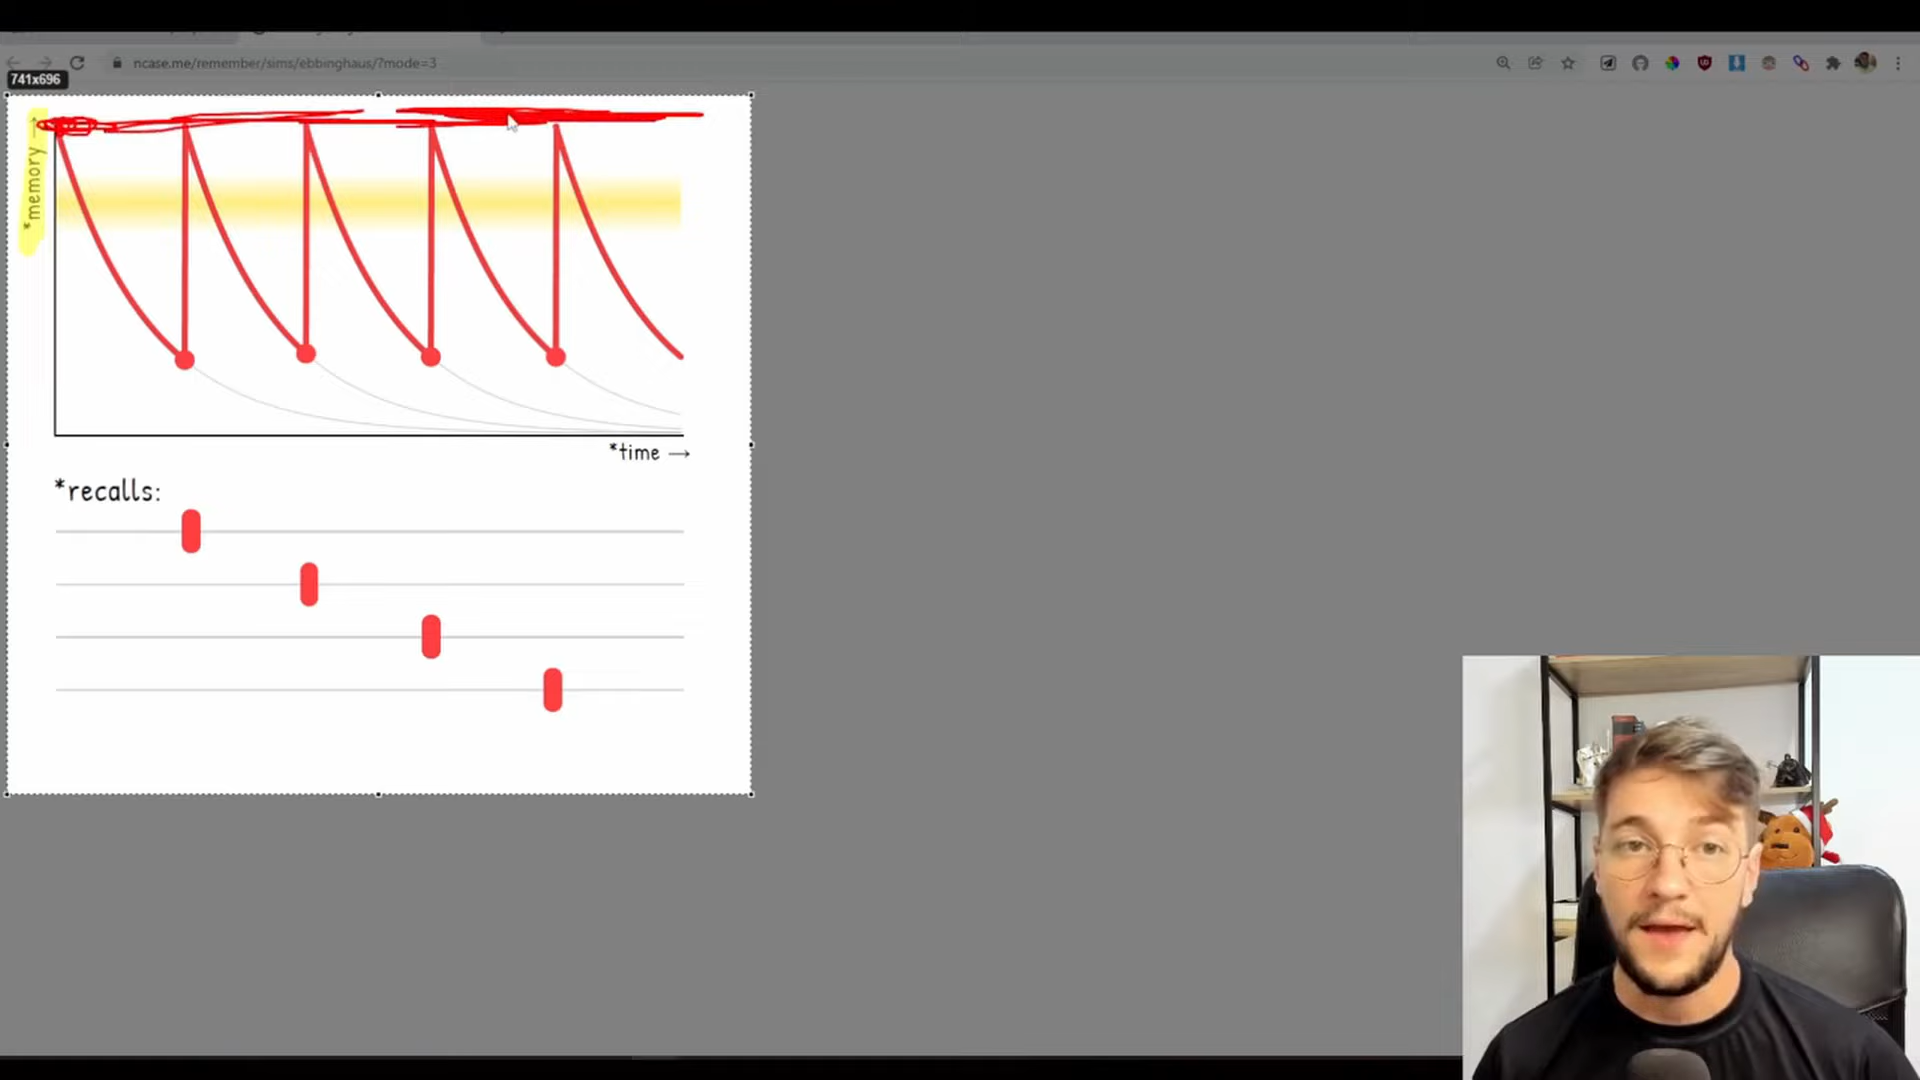 ncase.me/remember/sims/ebbinghaus/?mode=3
741x696
*memory →
*time →
*recalls: